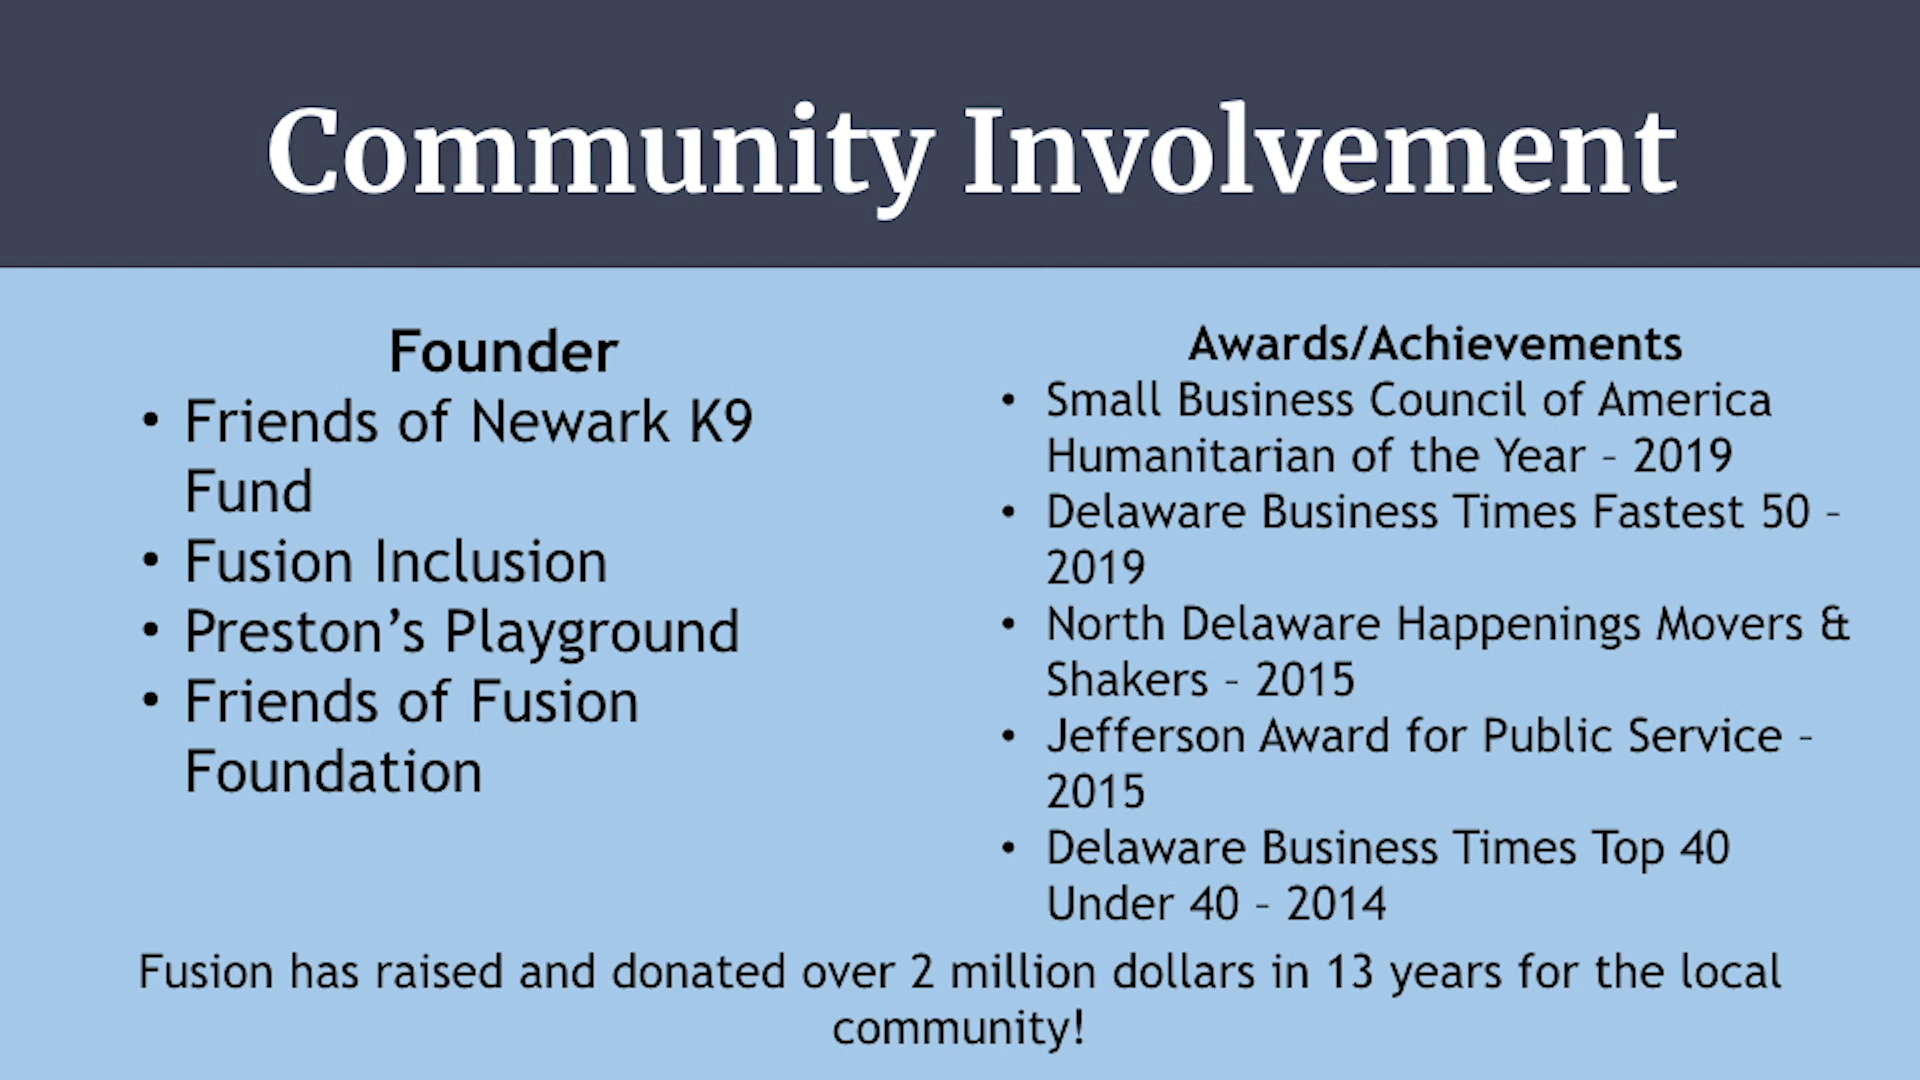 Community Involvement
Founder
• Friends of Newark K9
Fund
• Fusion Inclusion
• Preston’s Playground
• Friends of Fusion
Foundation
Awards/Achievements
• Small Business Council of America
Humanitarian of the Year – 2019
• Delaware Business Times Fastest 50 –
2019
• North Delaware Happenings Movers &
Shakers – 2015
• Jefferson Award for Public Service –
2015
• Delaware Business Times Top 40
Under 40 – 2014
Fusion has raised and donated over 2 million dollars in 13 years for the local
community!